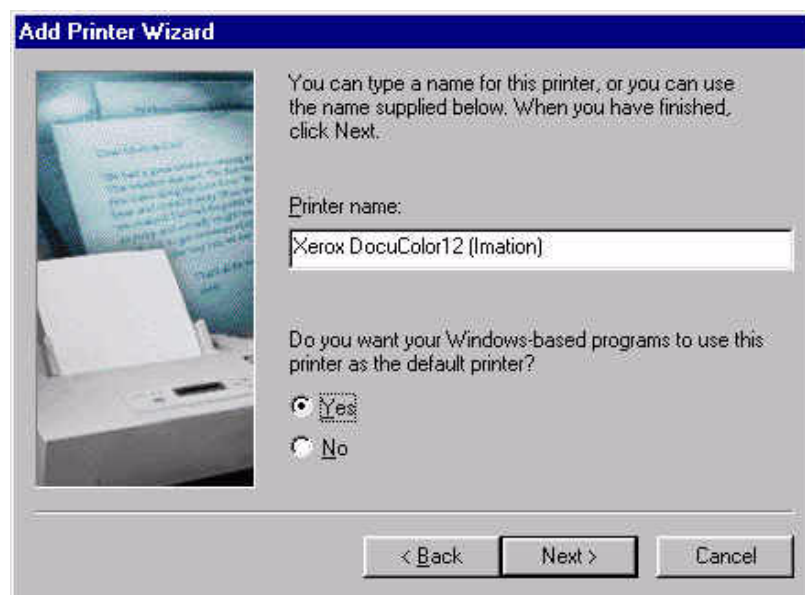 Add Printer Wizard
You can type a name for this printer, or you can use
the name supplied below. When you have finished,
click Next.
Printer name:
Xerox DocuColor12 (Imation)
Do you want your Windows-based programs to use this
printer as the default printer?
Yes
No
< Back
Next >
Cancel